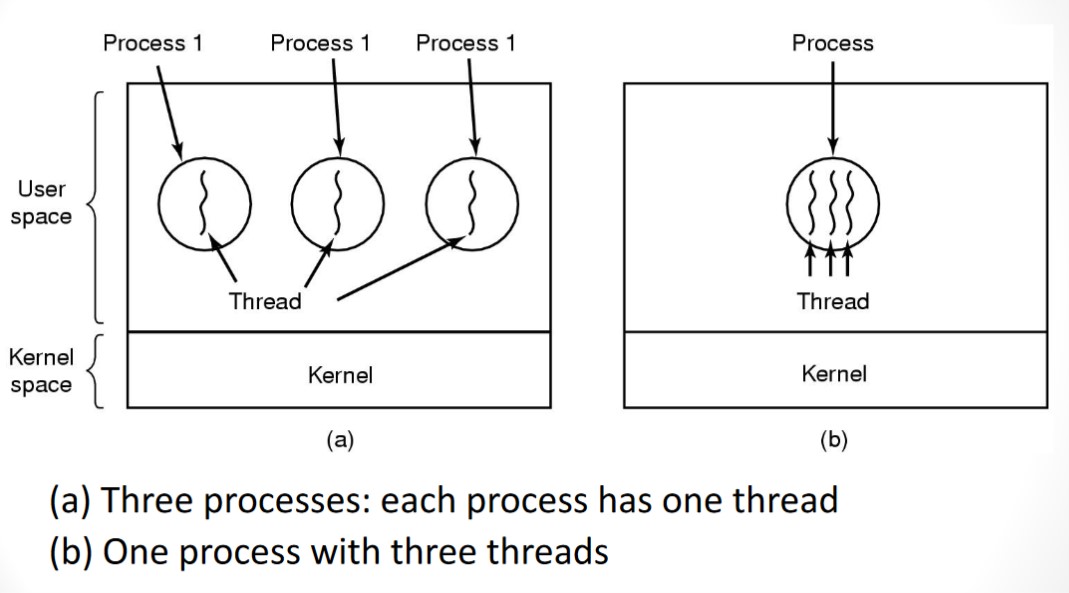 Process 1 Process 1 Process 1 Process
User
space
Thread Thread
Kernel
space
Kernel Kernel
(a) (b)
(a) Three processes: each process has one thread
(b) One process with three threads